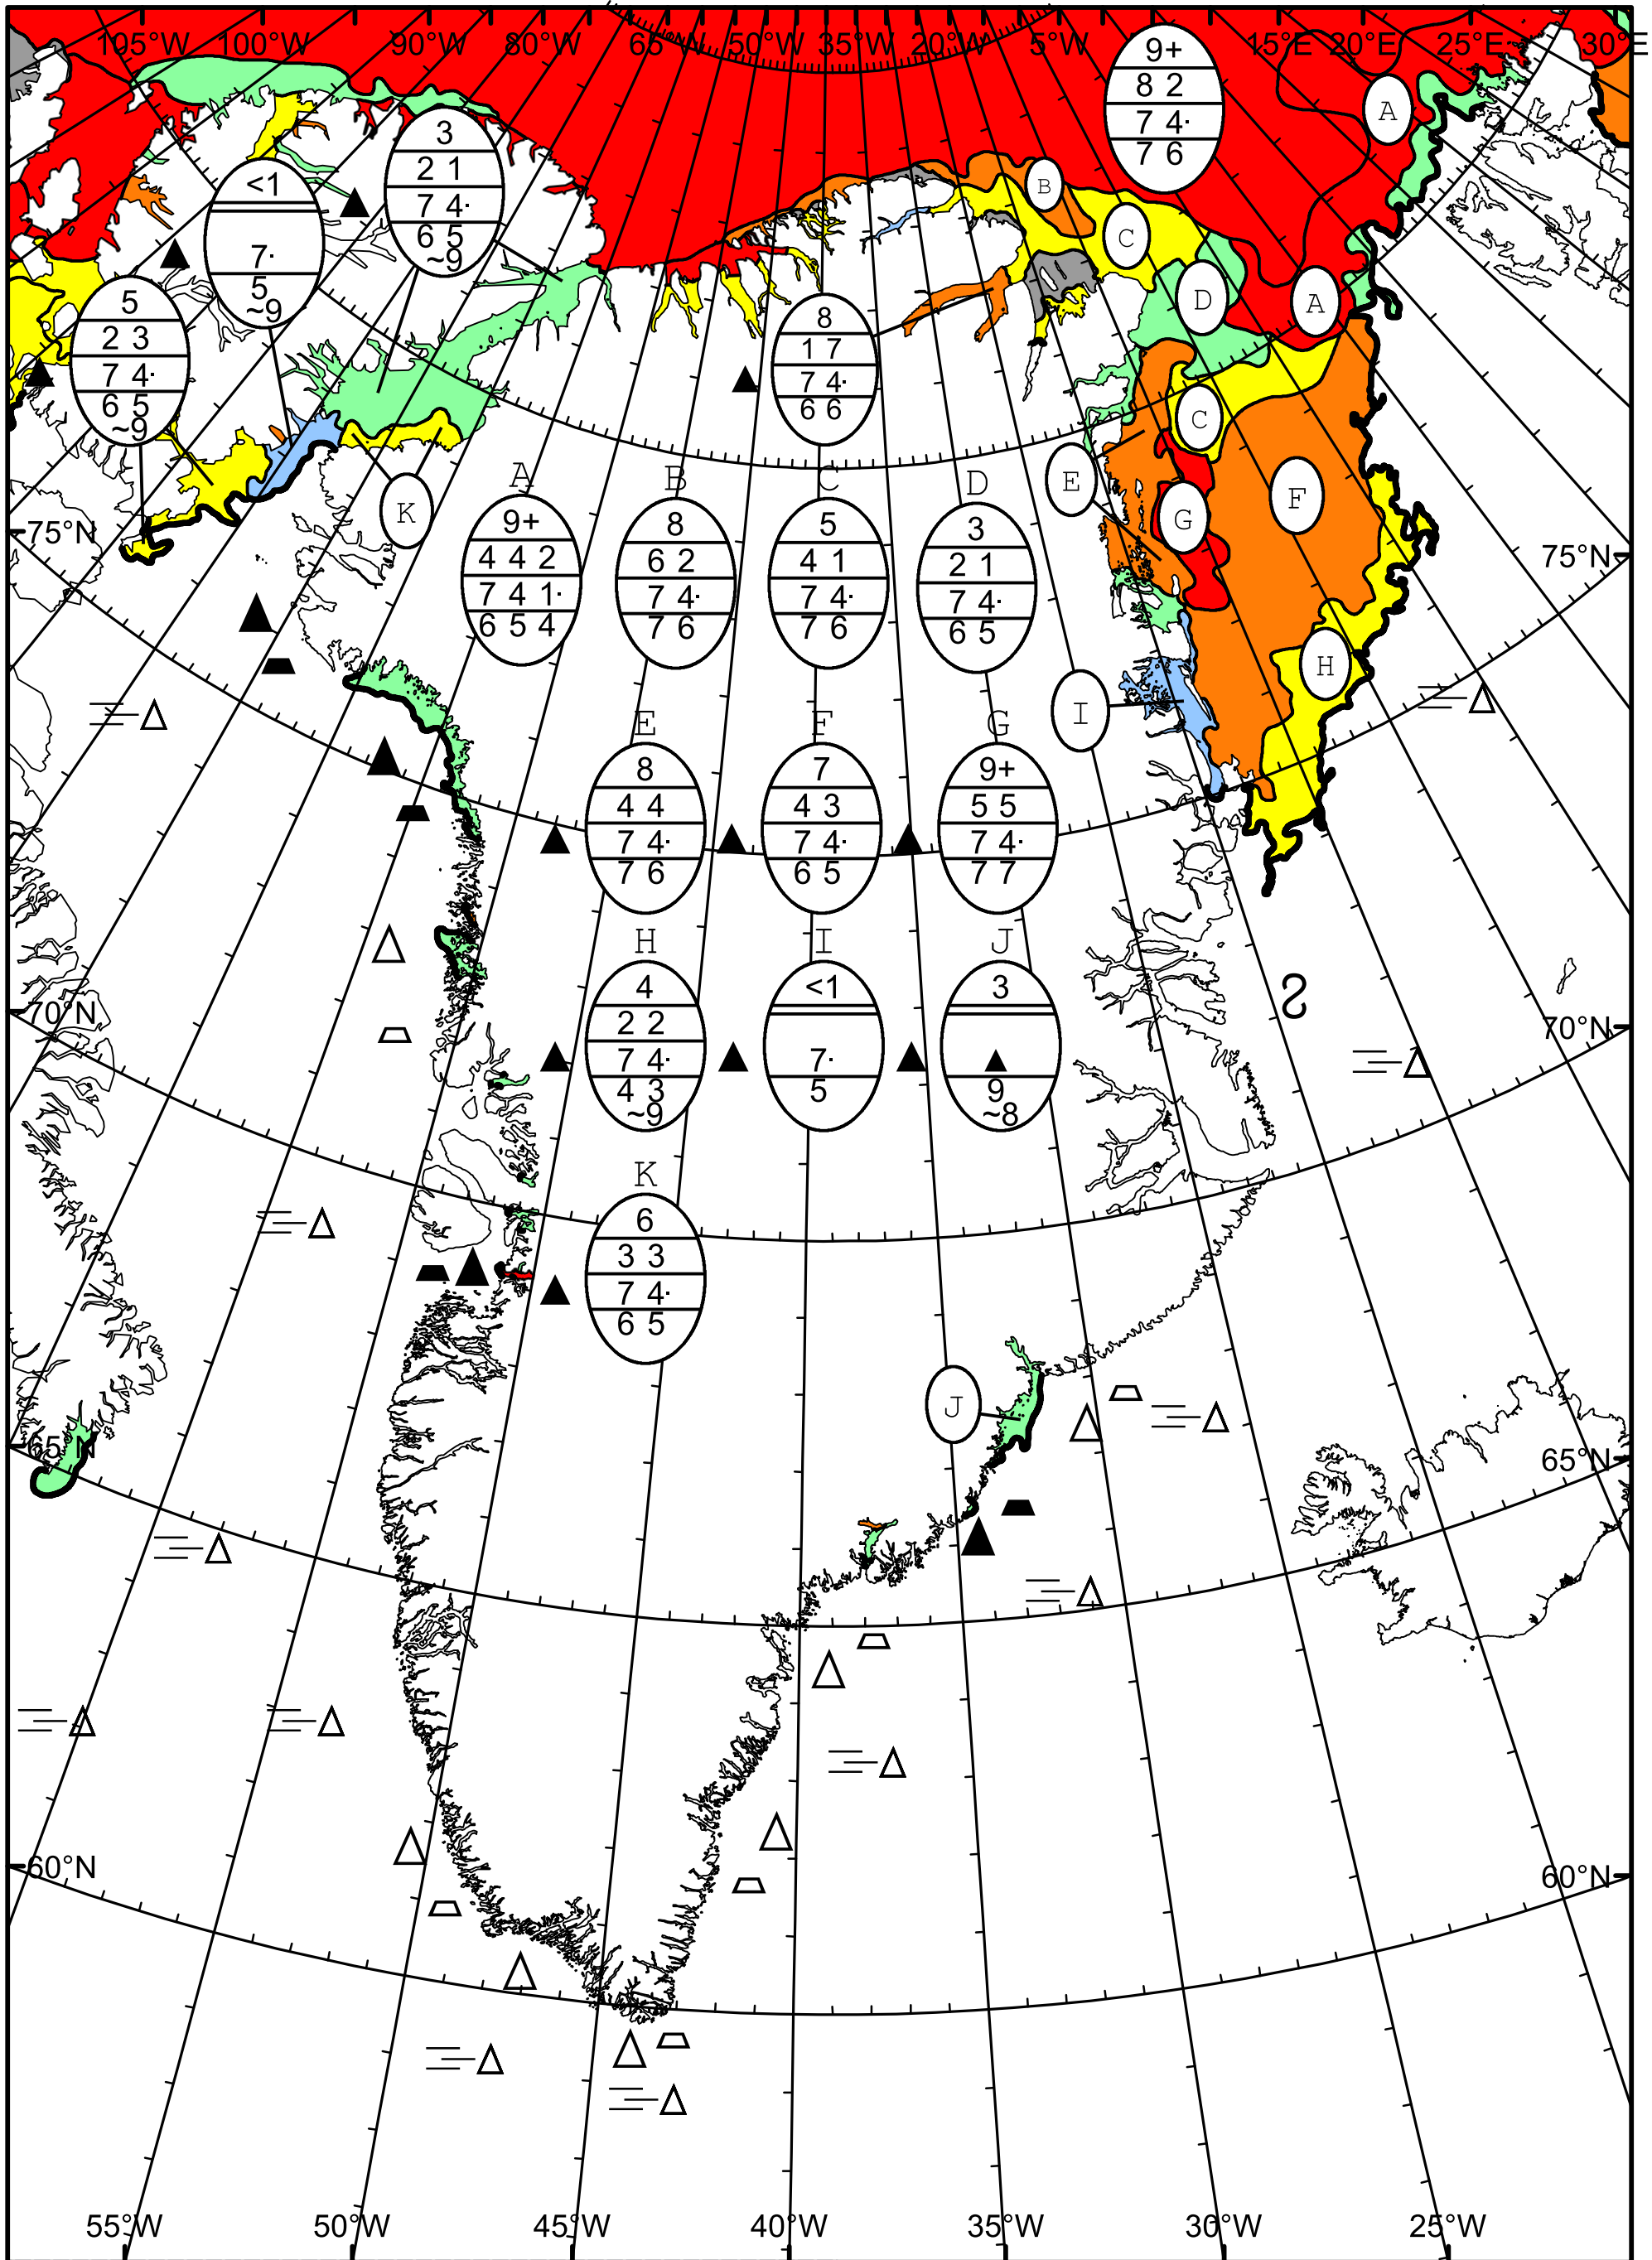 105°W 100°W 90°W 80°W 65°W 50°W 35°W 20°W 5°W 15°E 20°E 25°E 30°E
9+
8 2
7 4·
7 6
A
3
2 1
7 4·
6 5
~9
<1
7·
5
~9
B
C
D
A
5
2 3
7 4·
6 5
~9
8
1 7
7 4·
6 6
C
E
F
G
K
75°N
75°N
A
9+
4 4 2
7 4 1·
6 5 4
B
8
6 2
7 4·
7 6
C
5
4 1
7 4·
7 6
D
3
2 1
7 4·
6 5
H
I
E
8
4 4
7 4·
7 6
F
7
4 3
7 4·
6 5
G
9+
5 5
7 4·
7 7
70°N
70°N
H
4
2 2
7 4·
4 3
~9
I
<1
7·
5
J
3
9
~8
K
6
3 3
7 4·
6 5
J
65°N
65°N
60°N
60°N
55°W 50°W 45°W 40°W 35°W 30°W 25°W